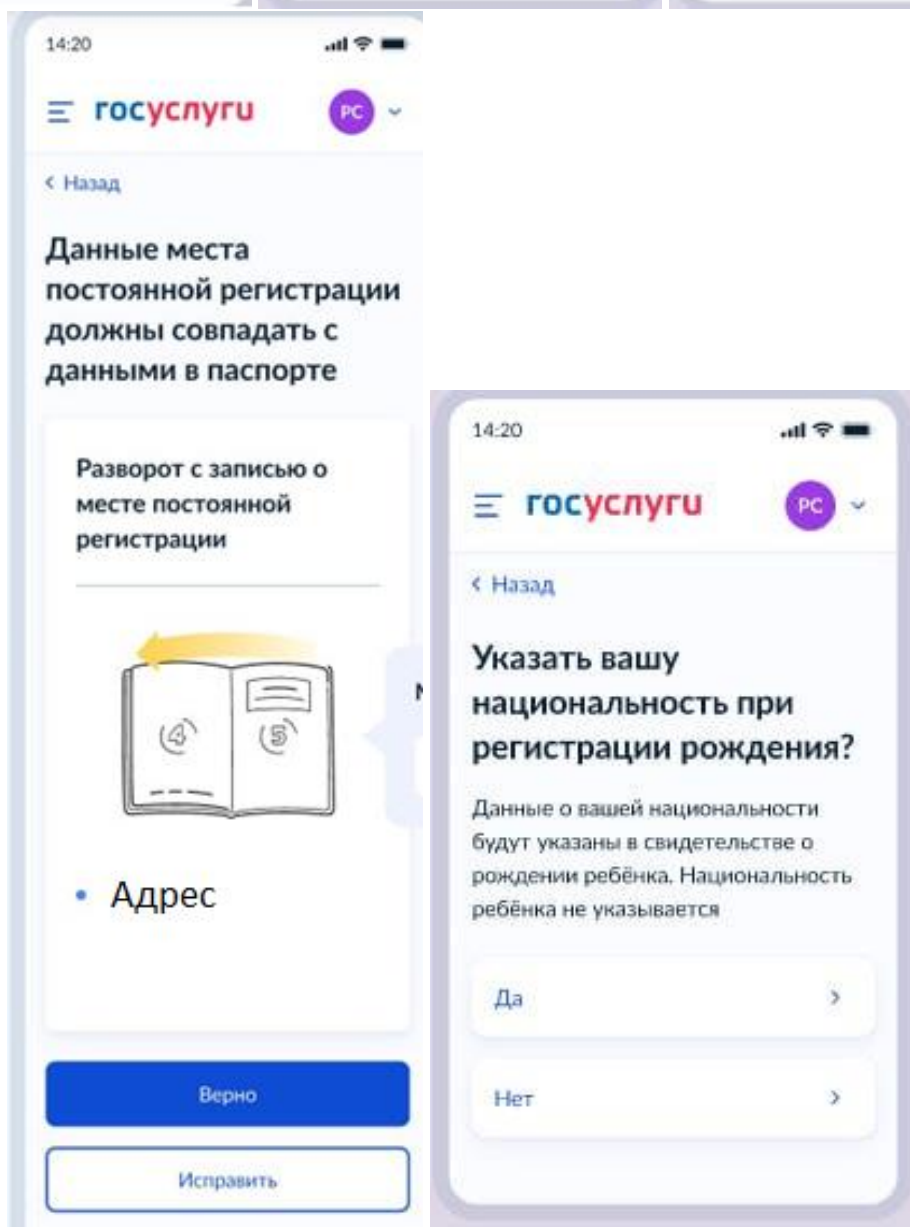 14:20
госуслуги
РС
Назад
Данные места
постоянной регистрации
должны совпадать с
данными в паспорте
Разворот с записью о
месте постоянной
регистрации
4
5
• Адрес
Верно
Исправить
14:20
госуслуги
РС
Назад
Указать вашу
национальность при
регистрации рождения?
Данные о вашей национальности
будут указаны в свидетельстве о
рождении ребёнка. Национальность
ребёнка не указывается
Да
Нет